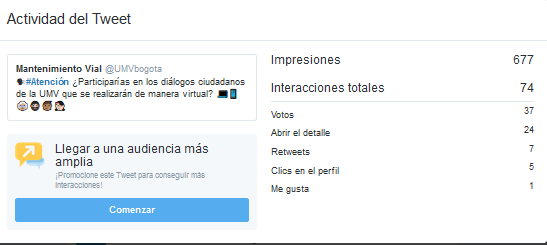 Actividad del Tweet
Mantenimiento Vial @UMVbogota
🗣#Atención ¿Participarías en los diálogos ciudadanos
de la UMV que se realizarán de manera virtual? 💻📱
Llegar a una audiencia más
amplia
¡Promocione este Tweet para conseguir más
interacciones!
Comenzar
Impresiones 677
Interacciones totales 74
Votos 37
Abrir el detalle 24
Retweets 7
Clics en el perfil 5
Me gusta 1